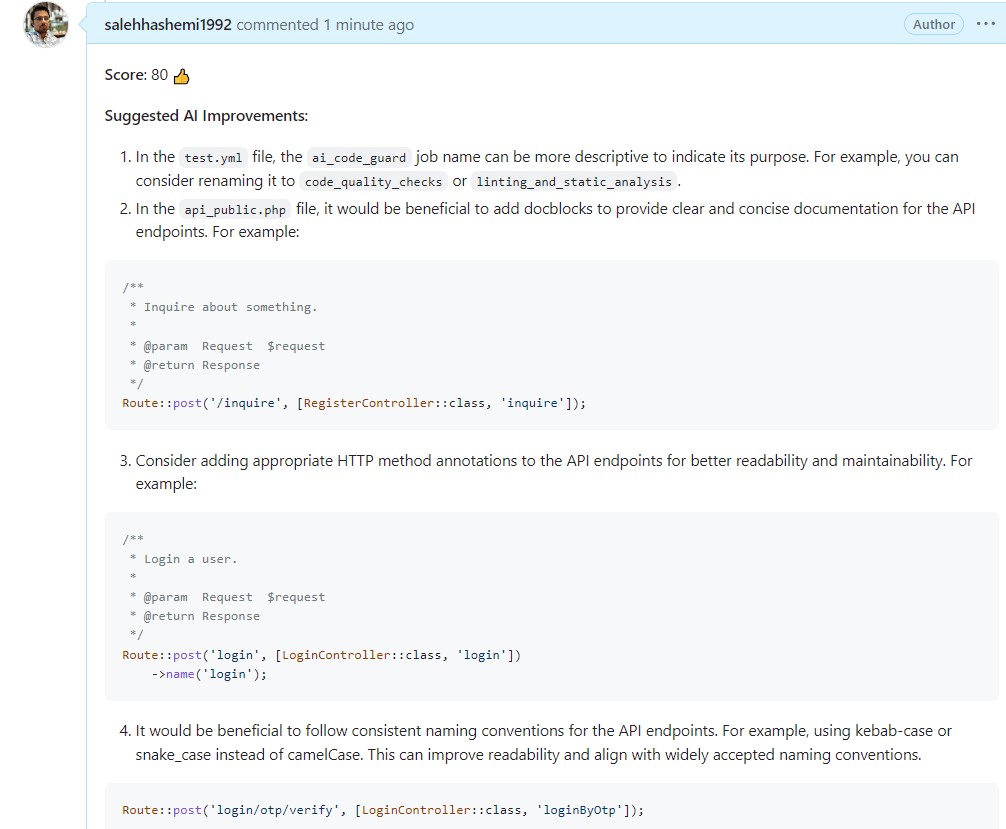 salehhashemi1992 commented 1 minute ago
Author
Score: 80 👍
Suggested AI Improvements:
1. In the test.yml file, the ai_code_guard job name can be more descriptive to indicate its purpose. For example, you can
consider renaming it to code_quality_checks or linting_and_static_analysis.
2. In the api_public.php file, it would be beneficial to add docblocks to provide clear and concise documentation for the API
endpoints. For example:
/**
 * Inquire about something.
 *
 * @param  Request  $request
 * @return Response
 */
Route::post('/inquire', [RegisterController::class, 'inquire']);
3. Consider adding appropriate HTTP method annotations to the API endpoints for better readability and maintainability. For
example:
/**
 * Login a user.
 *
 * @param  Request  $request
 * @return Response
 */
Route::post('login', [LoginController::class, 'login'])
    ->name('login');
4. It would be beneficial to follow consistent naming conventions for the API endpoints. For example, using kebab-case or
snake_case instead of camelCase. This can improve readability and align with widely accepted naming conventions.
Route::post('login/otp/verify', [LoginController::class, 'loginByOtp']);